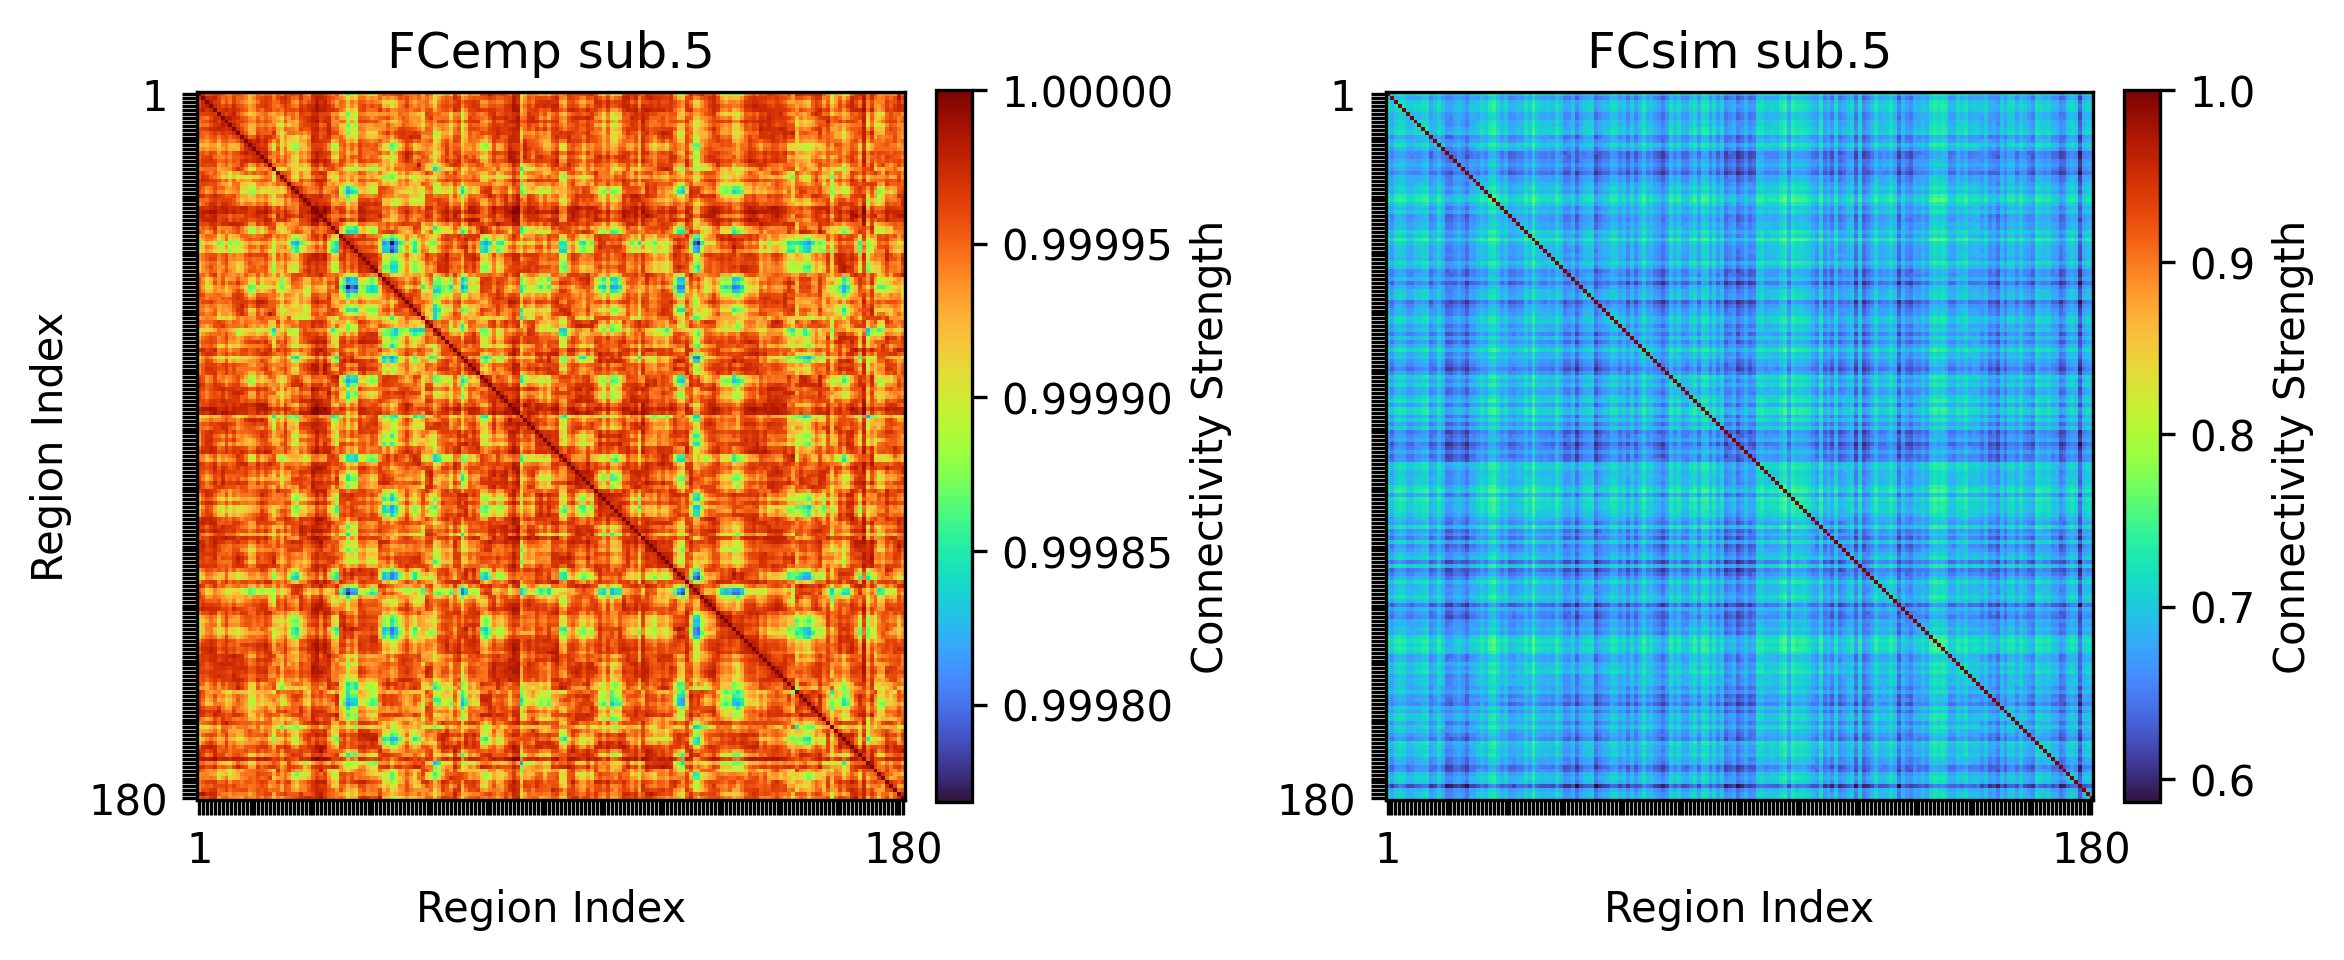 FCemp sub.5
1
180
1
180
Region Index
Region Index
1.00000
0.99995
0.99990
0.99985
0.99980
Connectivity Strength
FCsim sub.5
1
180
1
180
Region Index
1.0
0.9
0.8
0.7
0.6
Connectivity Strength